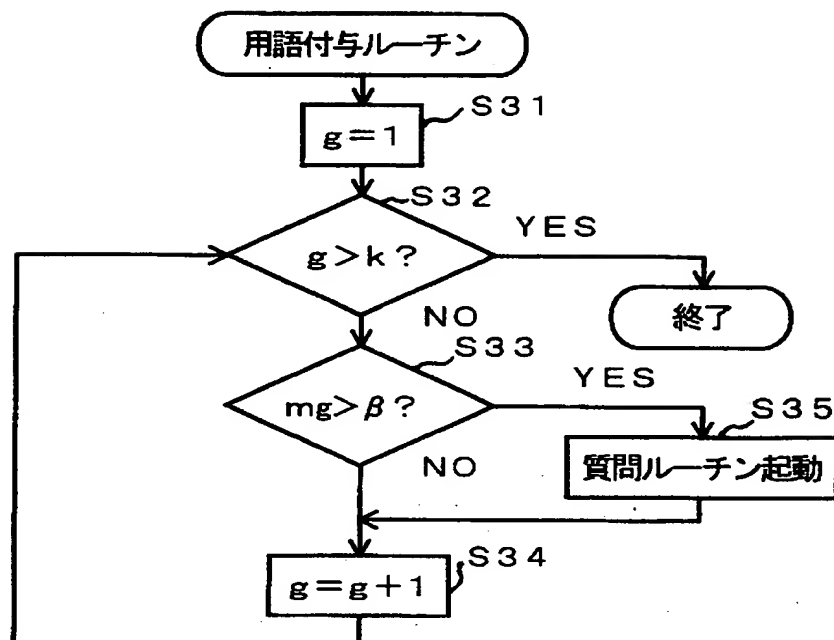 用語付与ルーチン
S31
g=1
S32
YES
g>k?
終了
NO
S33
YES
mg>β?
S35
NO
質問ルーチン起動
S34
g=g+1